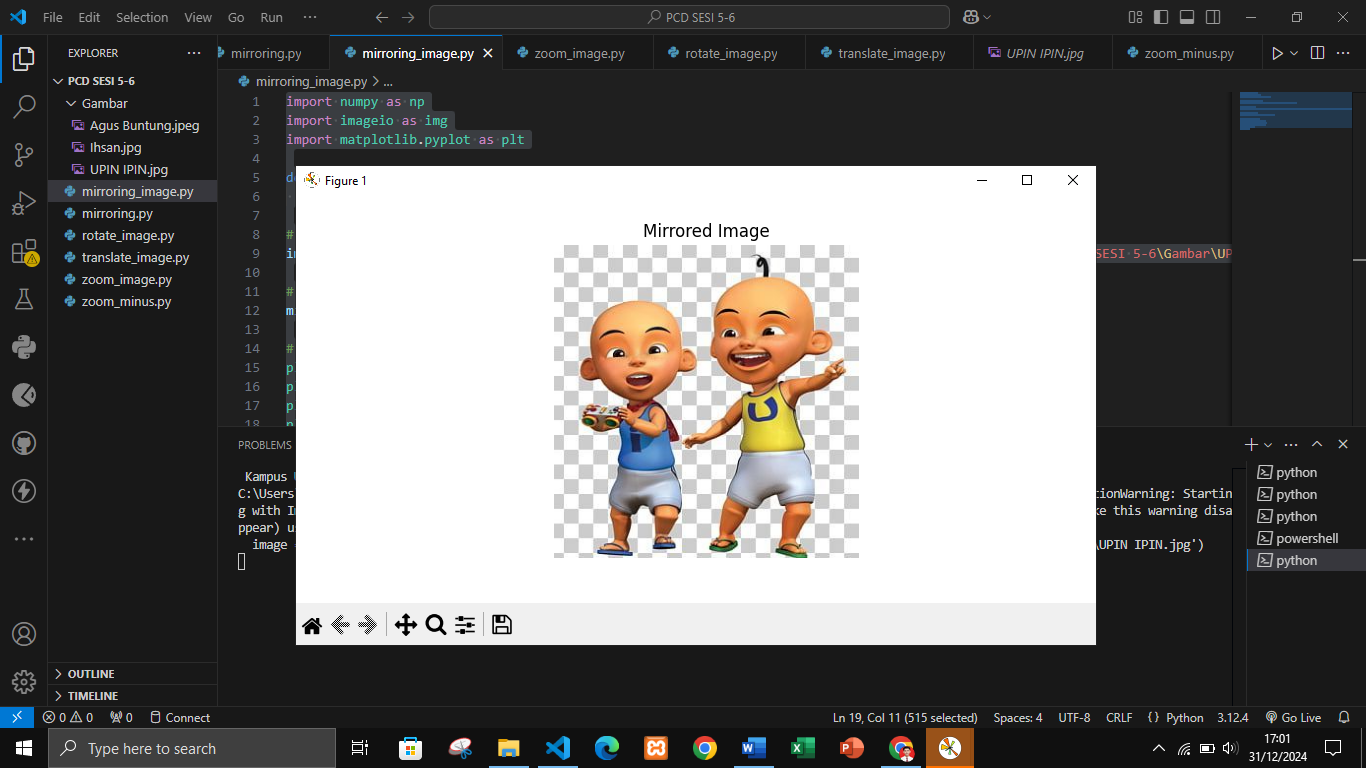 File Edit Selection View Go Run ··· PCD SESI 5-6
EXPLORER ···
PCD SESI 5-6
Gambar
Agus Buntung.jpeg
Ihsan.jpg
UPIN IPIN.jpg
mirroring_image.py
mirroring.py
rotate_image.py
translate_image.py
zoom_image.py
zoom_minus.py
OUTLINE
TIMELINE
mirroring.py mirroring_image.py zoom_image.py rotate_image.py translate_image.py UPIN IPIN.jpg zoom_minus.py ···
mirroring_image.py > ...
1 import numpy as np
2 import imageio as img
3 import matplotlib.pyplot as plt
4
5
6
7
8 #
9 SESI 5-6\Gambar\UP
10
11 #
12 m
13
14 #
15 p
16 p
17 p
18 p
Figure 1
Mirrored Image
U
PROBLEMS
Kampus
C:\Users ctionWarning: Startin
g with I ke this warning disa
ppear) u
image = \UPIN IPIN.jpg')
python
python
python
powershell
python
0 0 0 Connect Ln 19, Col 11 (515 selected) Spaces: 4 UTF-8 CRLF { } Python 3.12.4 Go Live
Type here to search
17:01
31/12/2024